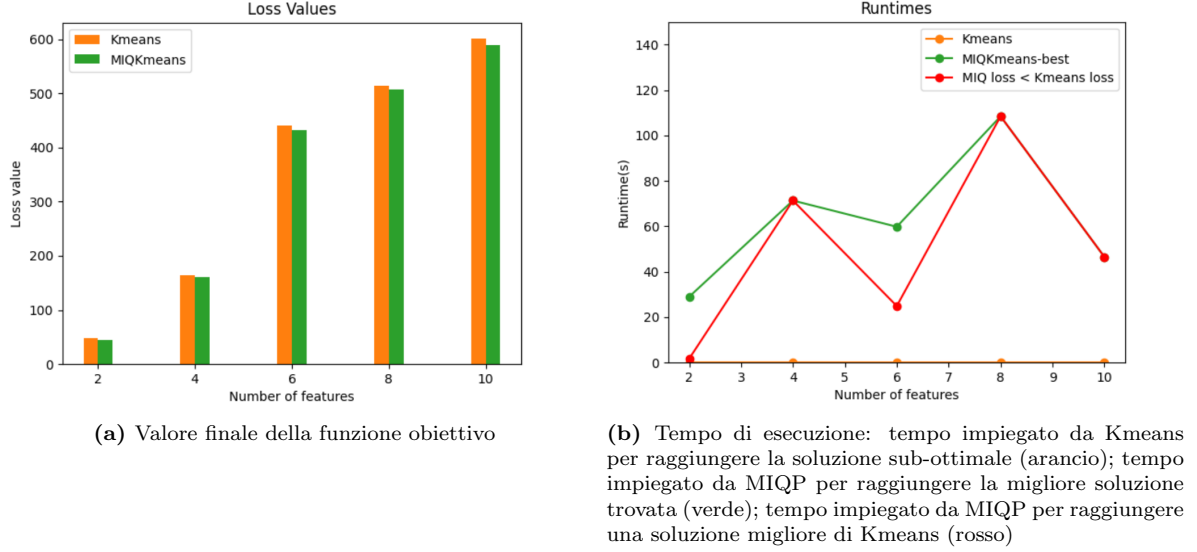 Loss Values
Kmeans
MIQKmeans
600
500
400
300
200
100
0
Loss value
2
4
6
8
10
Number of features
(a) Valore finale della funzione obiettivo
Runtimes
Kmeans
MIQKmeans-best
MIQ loss < Kmeans loss
140
120
100
80
60
40
20
0
Runtime(s)
2
3
4
5
6
7
8
9
10
Number of features
(b) Tempo di esecuzione: tempo impiegato da Kmeans
per raggiungere la soluzione sub-ottimale (arancio); tempo
impiegato da MIQP per raggiungere la migliore soluzione
trovata (verde); tempo impiegato da MIQP per raggiungere
una soluzione migliore di Kmeans (rosso)